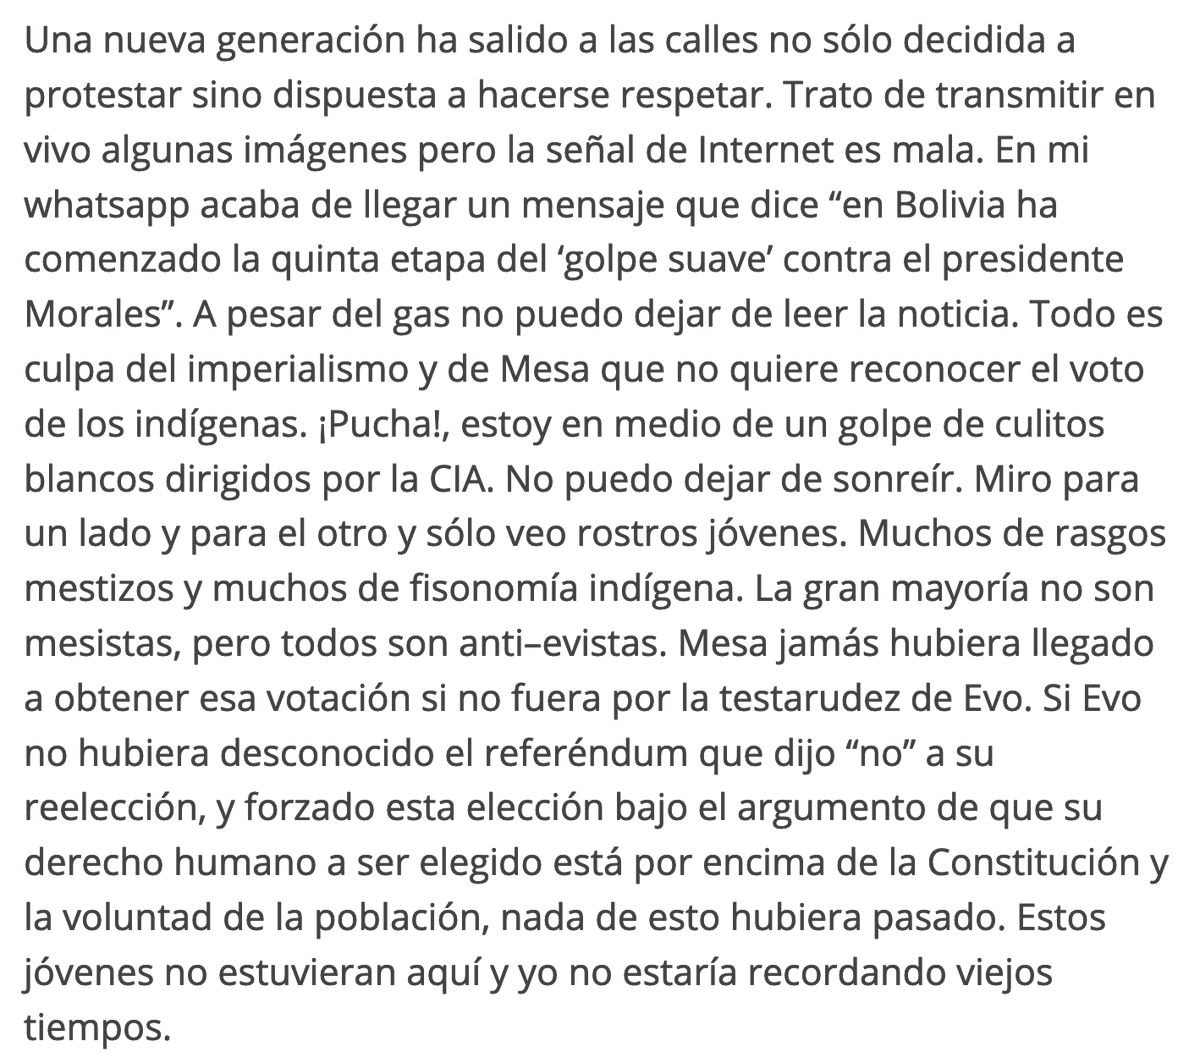 Una nueva generación ha salido a las calles no sólo decidida a
protestar sino dispuesta a hacerse respetar. Trato de transmitir en
vivo algunas imágenes pero la señal de Internet es mala. En mi
whatsapp acaba de llegar un mensaje que dice “en Bolivia ha
comenzado la quinta etapa del ‘golpe suave’ contra el presidente
Morales”. A pesar del gas no puedo dejar de leer la noticia. Todo es
culpa del imperialismo y de Mesa que no quiere reconocer el voto
de los indígenas. ¡Pucha!, estoy en medio de un golpe de culitos
blancos dirigidos por la CIA. No puedo dejar de sonreír. Miro para
un lado y para el otro y sólo veo rostros jóvenes. Muchos de rasgos
mestizos y muchos de fisonomía indígena. La gran mayoría no son
mesistas, pero todos son anti–evistas. Mesa jamás hubiera llegado
a obtener esa votación si no fuera por la testarudez de Evo. Si Evo
no hubiera desconocido el referéndum que dijo “no” a su
reelección, y forzado esta elección bajo el argumento de que su
derecho humano a ser elegido está por encima de la Constitución y
la voluntad de la población, nada de esto hubiera pasado. Estos
jóvenes no estuvieran aquí y yo no estaría recordando viejos
tiempos.